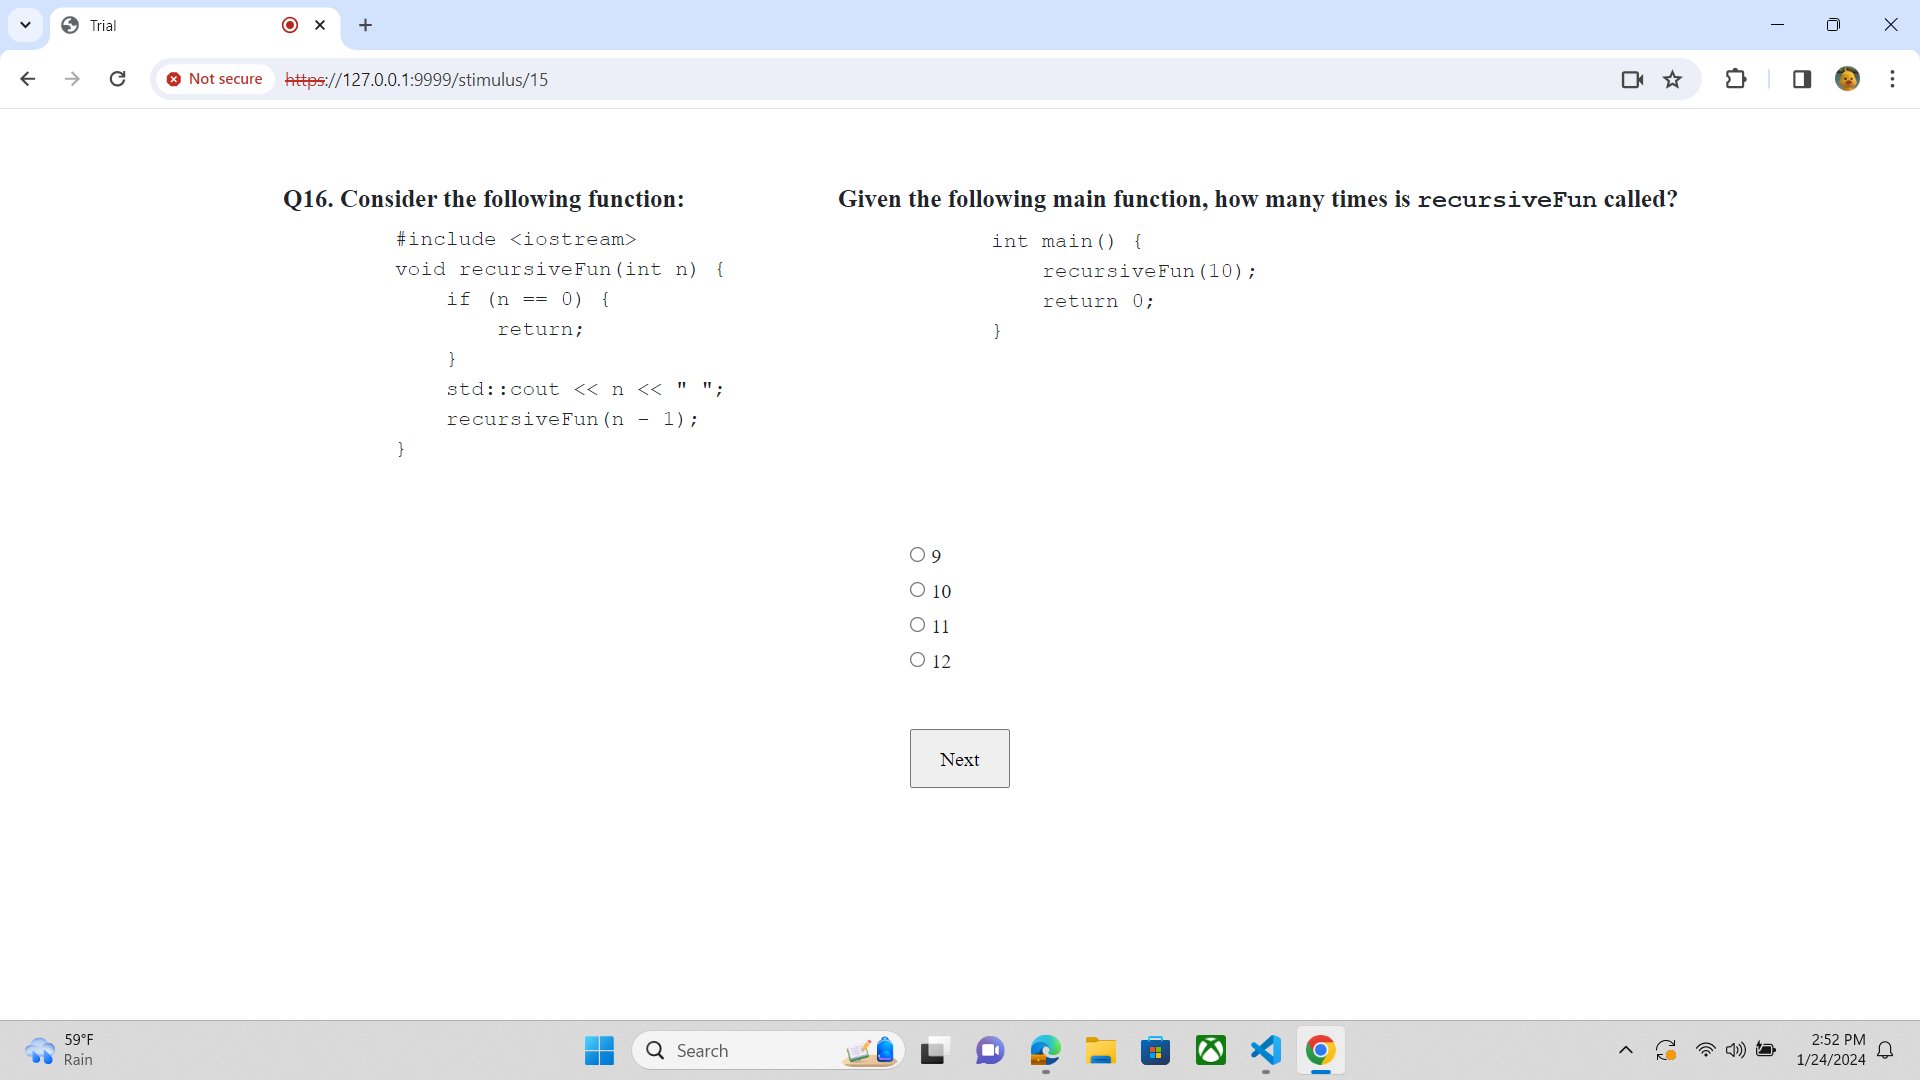 Trial
Not secure
https://127.0.0.1:9999/stimulus/15
Q16. Consider the following function:
#include <iostream>
void recursiveFun(int n) {
    if (n == 0) {
        return;
    }
    std::cout << n << " ";
    recursiveFun(n - 1);
}
Given the following main function, how many times is recursiveFun called?
int main() {
    recursiveFun(10);
    return 0;
}
9
10
11
12
Next
59°F
Rain
Search
2:52 PM
1/24/2024